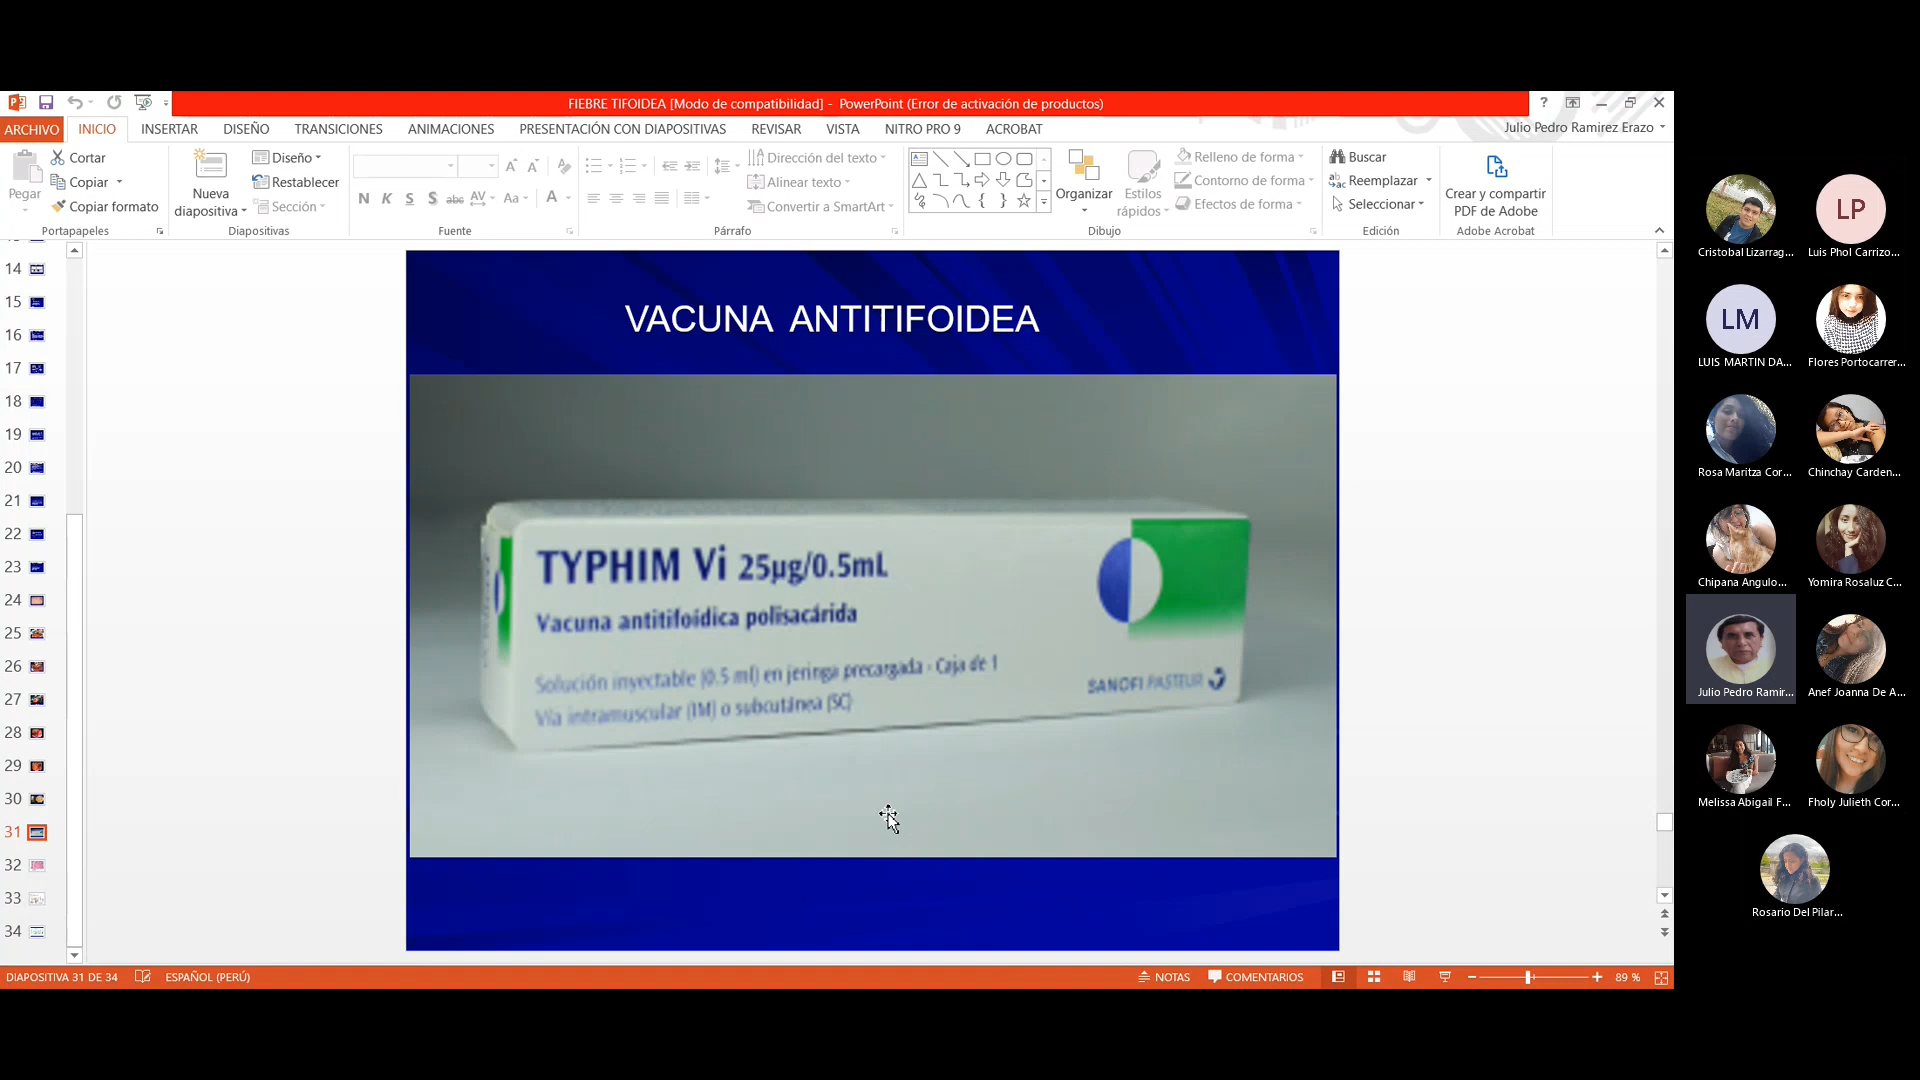 FIEBRE TIFOIDEA [Modo de compatibilidad] - PowerPoint (Error de activación de productos)
?
ARCHIVO INICIO INSERTAR DISEÑO TRANSICIONES ANIMACIONES PRESENTACIÓN CON DIAPOSITIVAS REVISAR VISTA NITRO PRO 9 ACROBAT Julio Pedro Ramirez Erazo
Pegar
Cortar
Copiar
Copiar formato
Portapapeles
Nueva
diapositiva
Diseño
Restablecer
Sección
Diapositivas
N K S S abc AV Aa A
Fuente
Dirección del texto
Alinear texto
Convertir a SmartArt
Párrafo
Organizar
Estilos
rápidos
Relleno de forma
Contorno de forma
Efectos de forma
Dibujo
Buscar
Reemplazar
Seleccionar
Edición
Crear y compartir
PDF de Adobe
Adobe Acrobat
14
15
16
17
18
19
20
21
22
23
24
25
26
27
28
29
30
31
32
33
34
VACUNA ANTITIFOIDEA
TYPHIM Vi 25µg/0.5mL
Vacuna antitifoídica polisacárida
Solución inyectable (0.5 ml) en jeringa precargada - Caja de 1
Vía intramuscular (IM) o subcutánea (SC)
SANOFI PASTEUR
Cristobal Lizarrag...
LP
Luis Phol Carrizo...
LM
LUIS MARTIN DA...
Flores Portocarrer...
Rosa Maritza Cor...
Chinchay Carden...
Chipana Angulo...
Yomira Rosaluz C...
Julio Pedro Ramir...
Anef Joanna De A...
Melissa Abigail F...
Fholy Julieth Cor...
Rosario Del Pilar...
DIAPOSITIVA 31 DE 34 ESPAÑOL (PERÚ) NOTAS COMENTARIOS 89 %